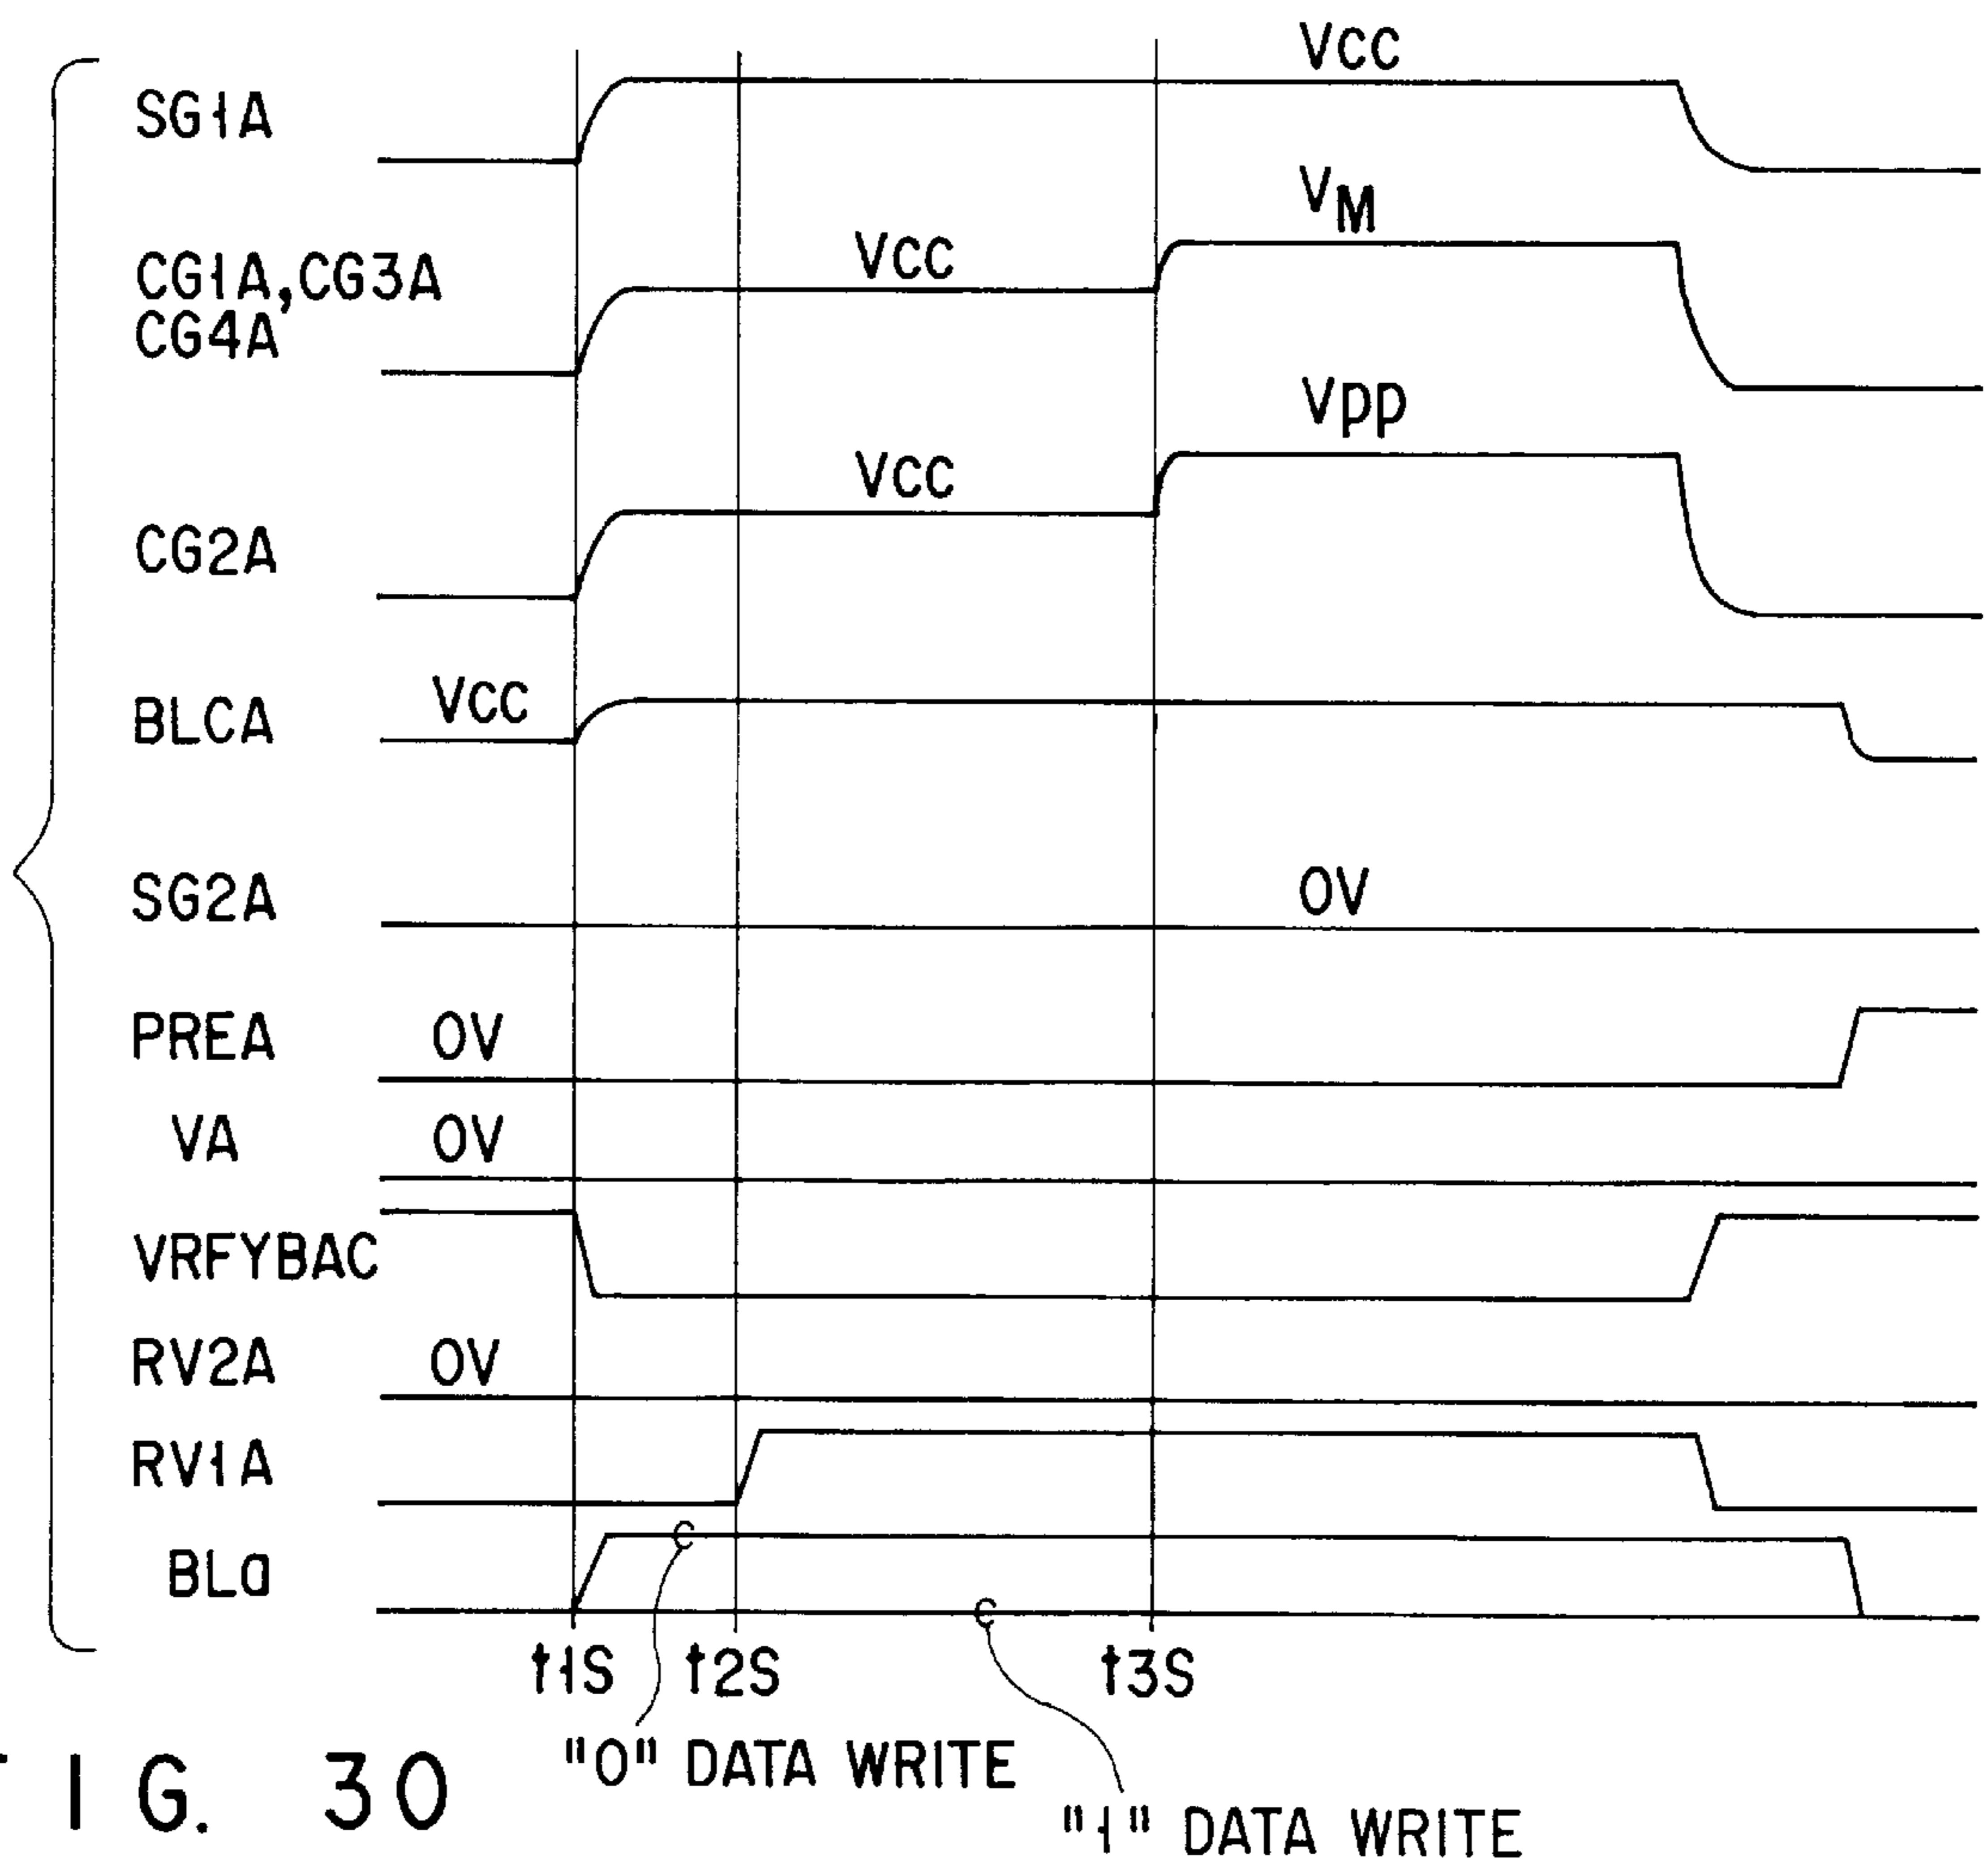 VCC
SG1A
VM
CG1A,CG3A
CG4A
VCC
VPP
CG2A
VCC
BLCA
VCC
SG2A
0V
PREA
0V
VA
0V
VRFYBAC
RV2A
0V
RV1A
BLa
t1S
t2S
t3S
"0" DATA WRITE
"1" DATA WRITE
FIG. 30